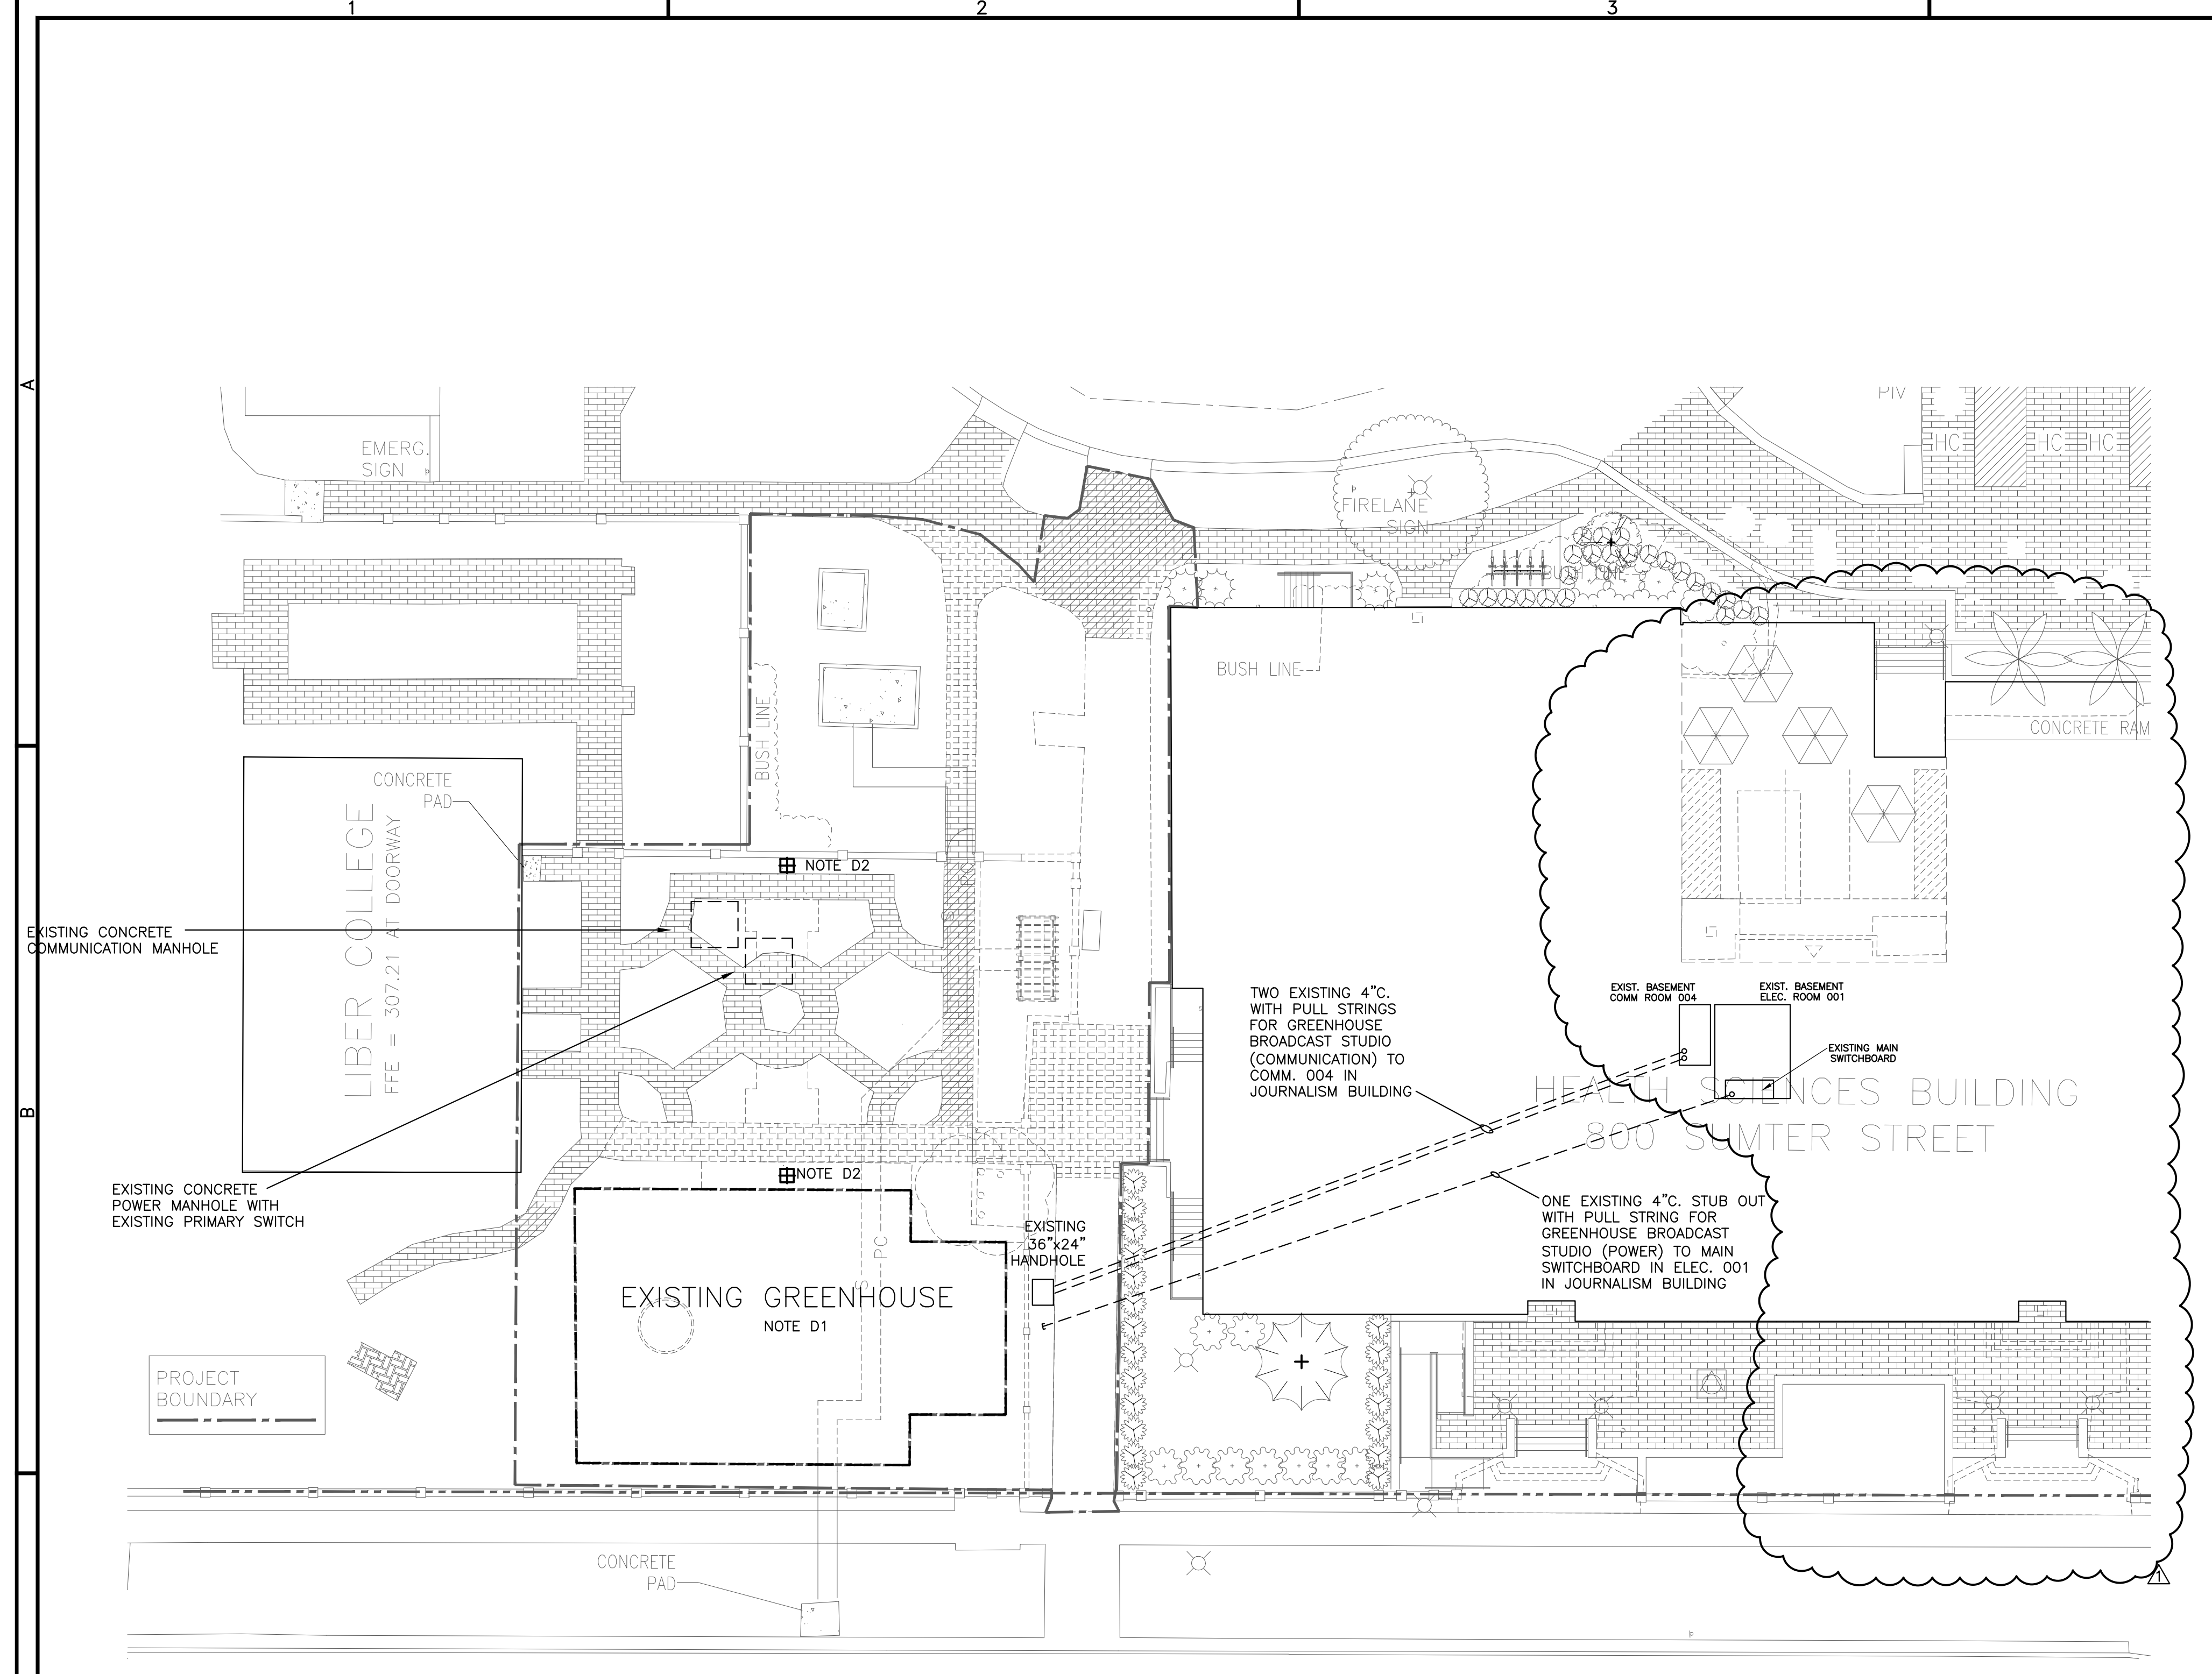 1
2
3
A
B
EMERG.
SIGN
FIRELANE
SIGN
PIV
HC
HC
HC
BUSH LINE
BUSH LINE
CONCRETE RAM
CONCRETE
PAD
LIBER COLLEGE
FFE = 307.21 AT DOORWAY
NOTE D2
EXISTING CONCRETE
COMMUNICATION MANHOLE
TWO EXISTING 4"C.
WITH PULL STRINGS
FOR GREENHOUSE
BROADCAST STUDIO
(COMMUNICATION) TO
COMM. 004 IN
JOURNALISM BUILDING
EXIST. BASEMENT
COMM ROOM 004
EXIST. BASEMENT
ELEC. ROOM 001
EXISTING MAIN
SWITCHBOARD
HEALTH SCIENCES BUILDING
800 SUMTER STREET
EXISTING CONCRETE
POWER MANHOLE WITH
EXISTING PRIMARY SWITCH
NOTE D2
EXISTING
36"x24"
HANDHOLE
ONE EXISTING 4"C. STUB OUT
WITH PULL STRING FOR
GREENHOUSE BROADCAST
STUDIO (POWER) TO MAIN
SWITCHBOARD IN ELEC. 001
IN JOURNALISM BUILDING
S
PC
S
EXISTING GREENHOUSE
NOTE D1
PROJECT
BOUNDARY
CONCRETE
PAD
1